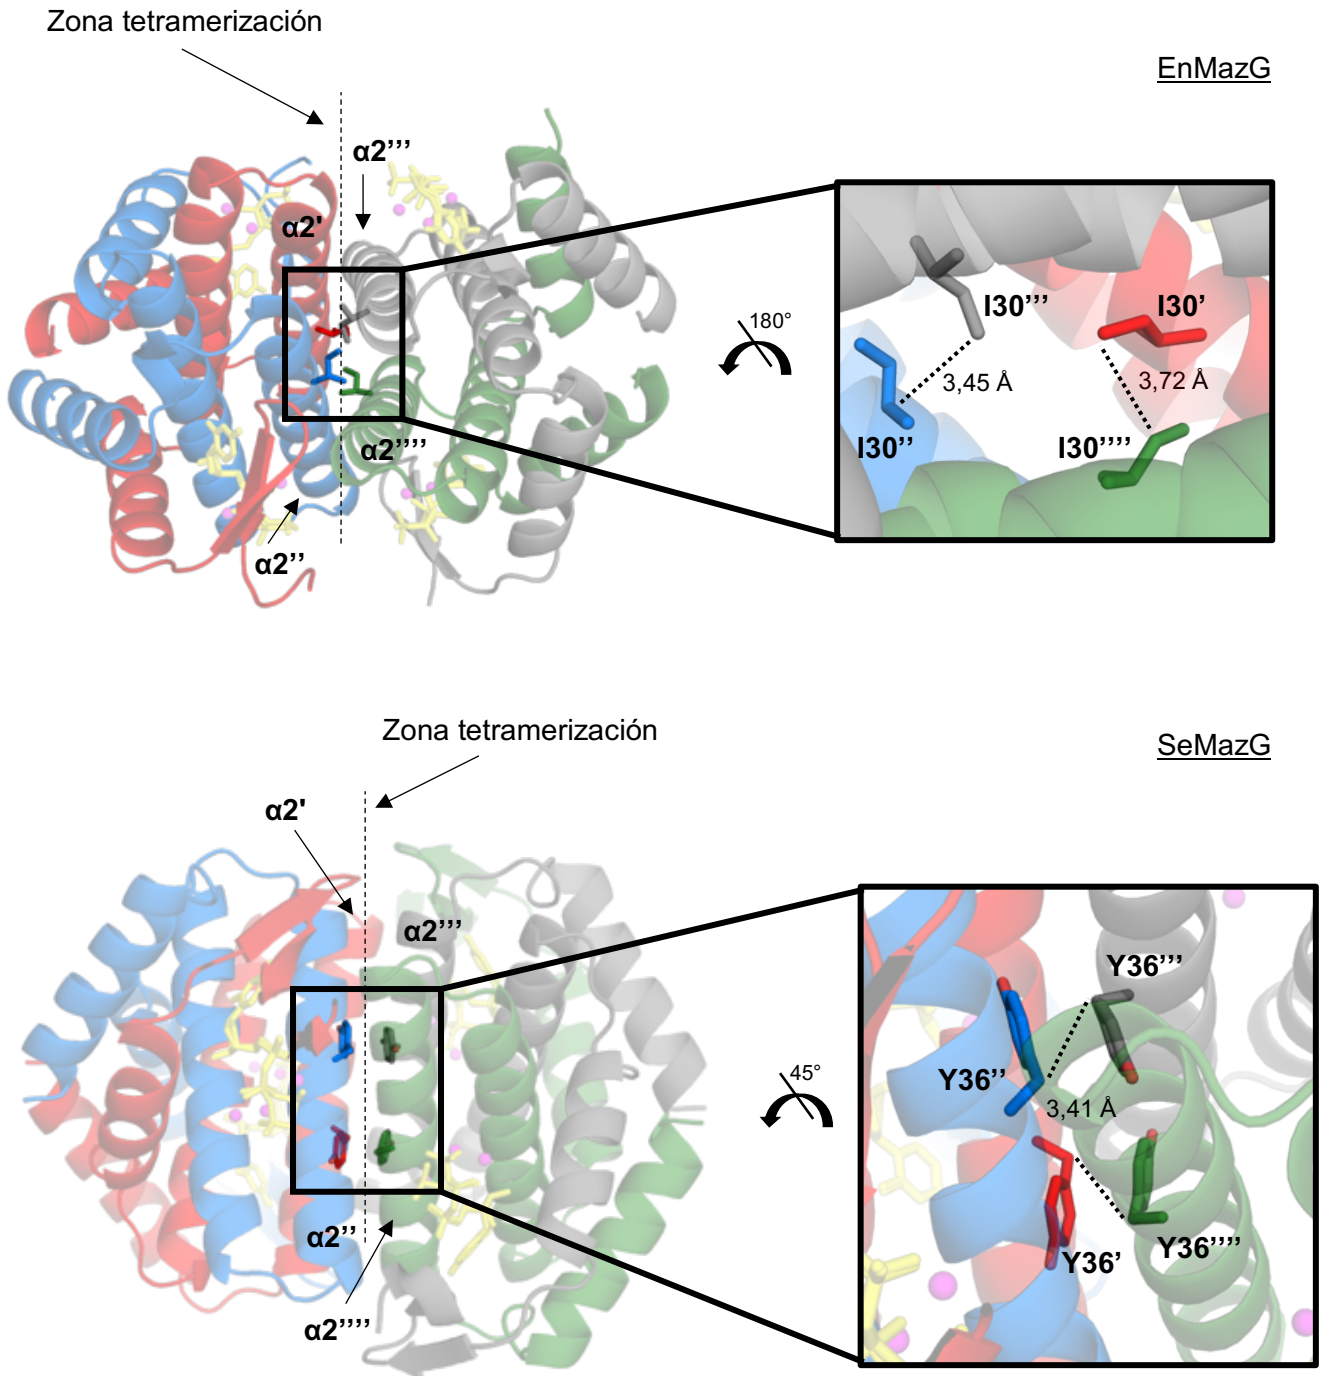 Zona tetramerización
EnMazG
α2'''
α2'
180°
I30'''
I30'
3,45 Å
3,72 Å
I30''
I30''''
α2''''
α2''
Zona tetramerización
SeMazG
α2'
α2'''
Y36'''
45°
Y36''
3,41 Å
α2''
Y36'
Y36''''
α2''''